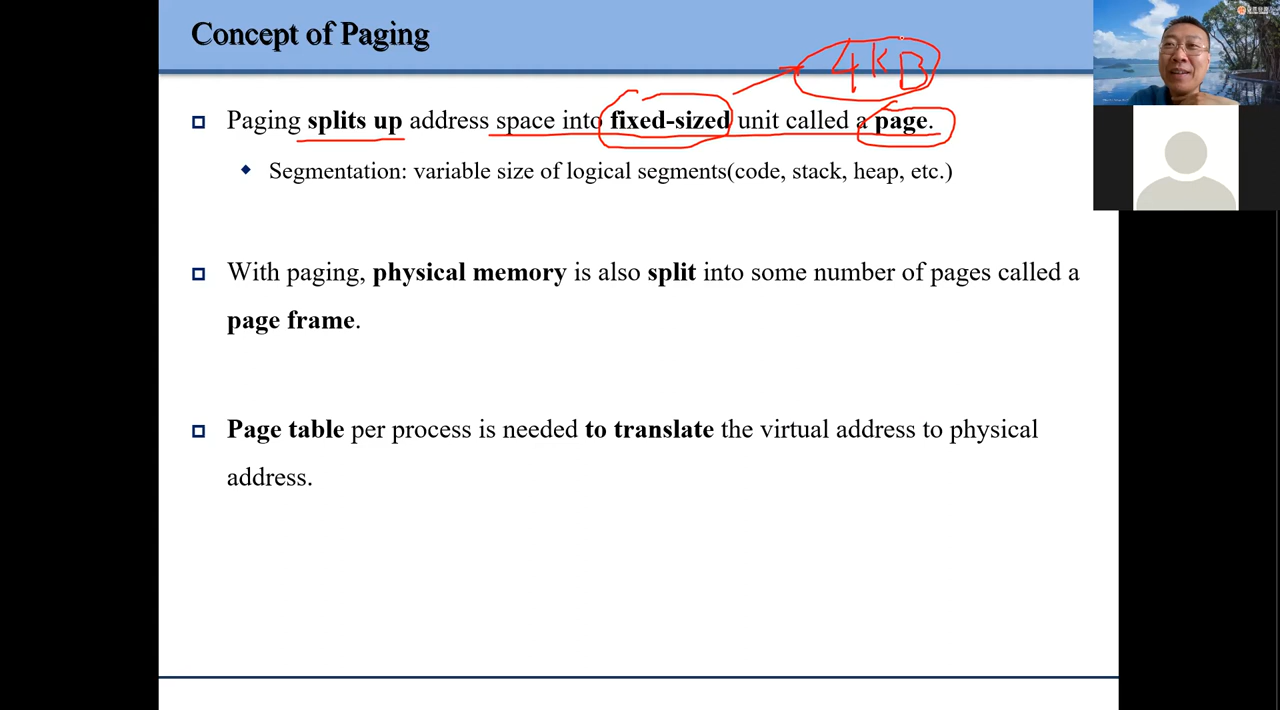 Concept of Paging
4KB
Paging splits up address space into fixed-sized unit called a page.
Segmentation: variable size of logical segments(code, stack, heap, etc.)
With paging, physical memory is also split into some number of pages called a
page frame.
Page table per process is needed to translate the virtual address to physical
address.